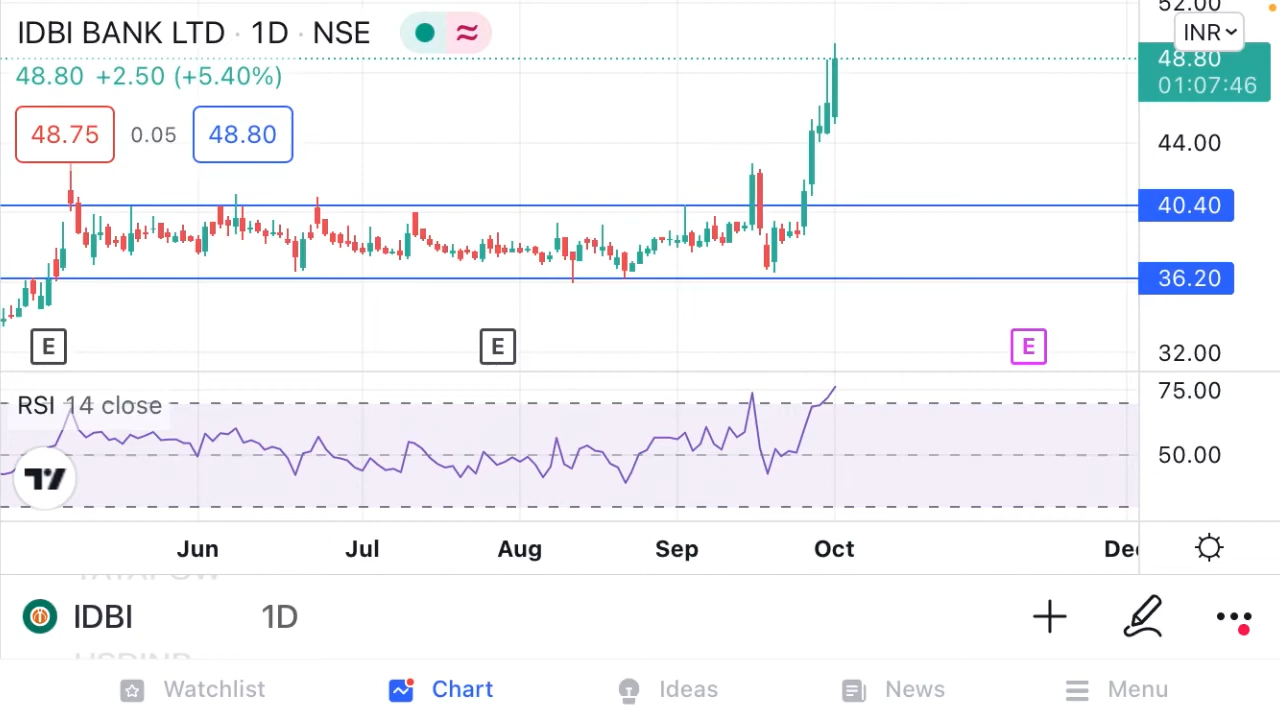 IDBI BANK LTD · 1D · NSE
48.80 +2.50 (+5.40%)
48.75 0.05 48.80
52.00
INR
48.80
01:07:46
44.00
40.40
36.20
32.00
E E E
RSI 14 close
75.00
50.00
Jun Jul Aug Sep Oct Dec
IDBI 1D
Watchlist Chart Ideas News Menu